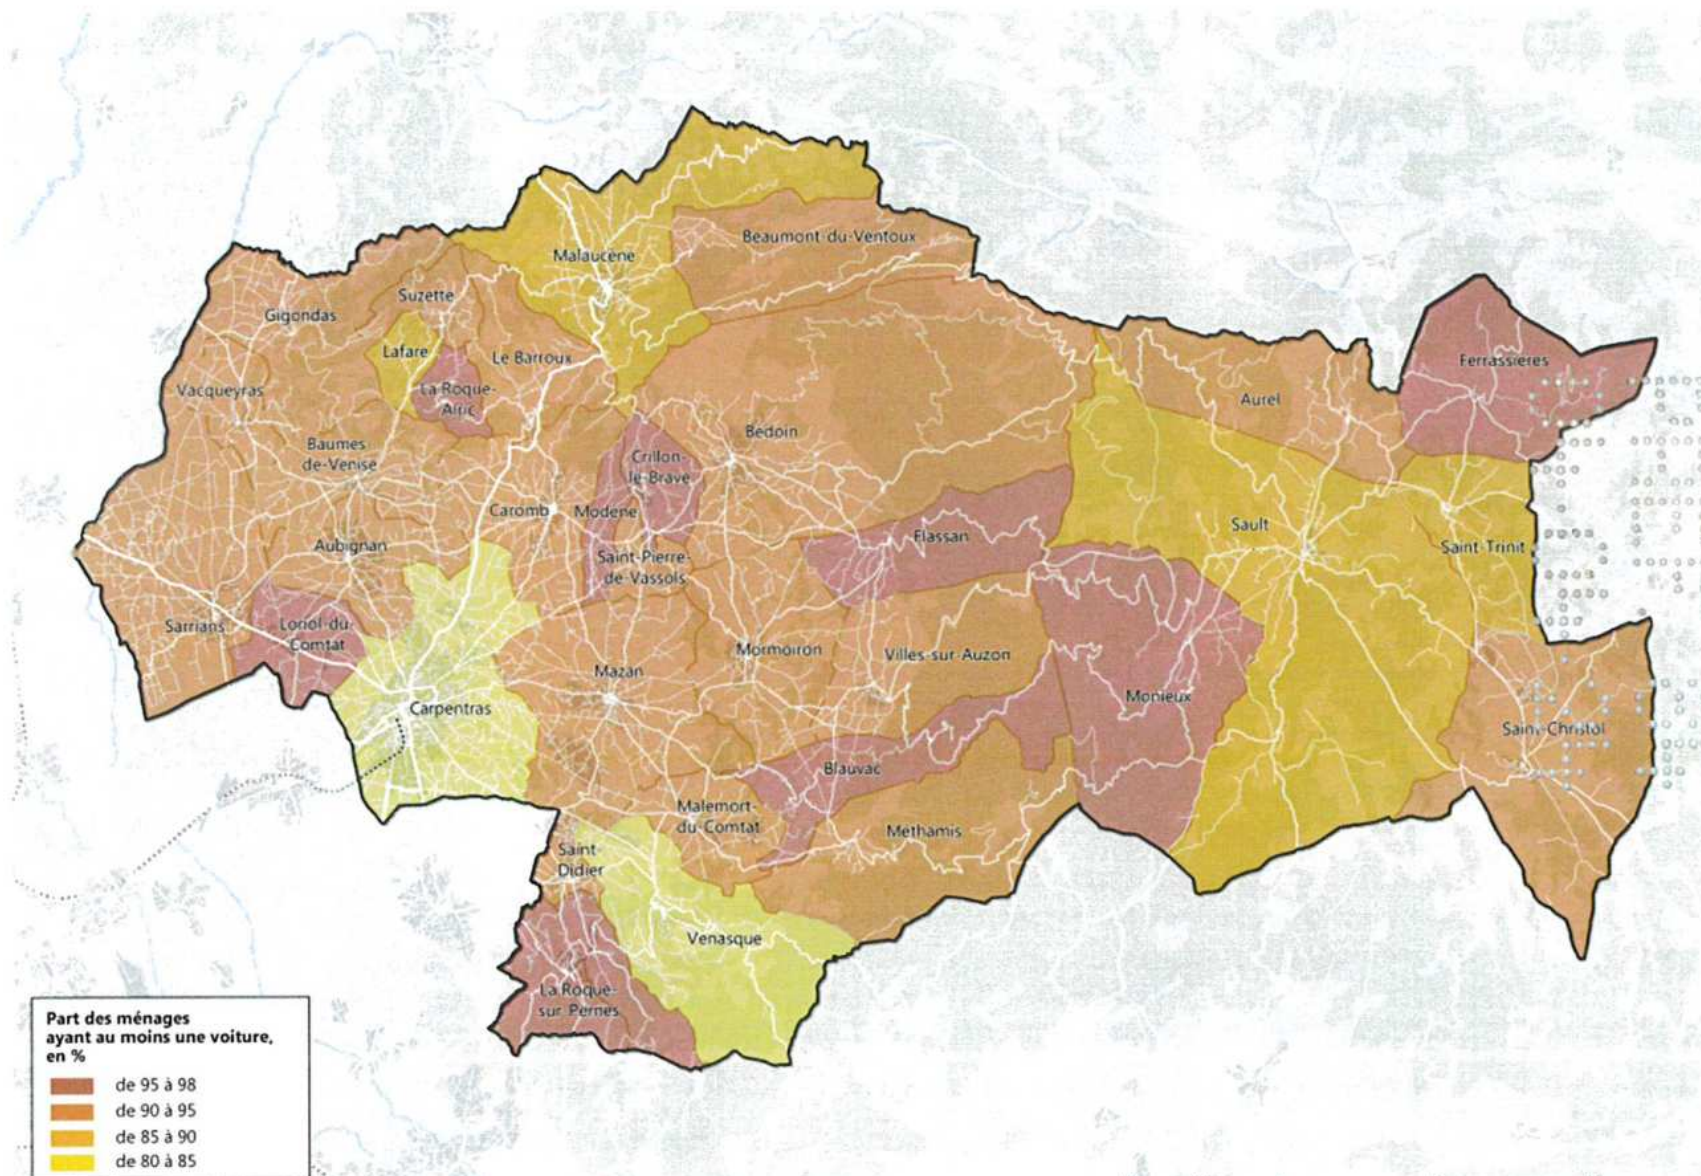 Malaucène
Beaumont-du-Ventoux
Suzette
Gigondas
Lafare
Le Barroux
Ferrassières
La Roque-
Alric
Vacqueyras
Aurel
Baumes-
de-Venise
Bédoin
Crillon-
le-Brave
Caromb
Modène
Sault
Flassan
Aubignan
Saint-Pierre-
de-Vassols
Saint-Trinit
Sarrians
Loriol-du-
Comtat
Mormoiron
Villes-sur-Auzon
Mazan
Monieux
Carpentras
Saint-Christol
Blauvac
Malemort-
du-Comtat
Méthamis
Saint-
Didier
Venasque
La Roque-
sur-Pernes
Part des ménages
ayant au moins une voiture,
en %
de 95 à 98
de 90 à 95
de 85 à 90
de 80 à 85